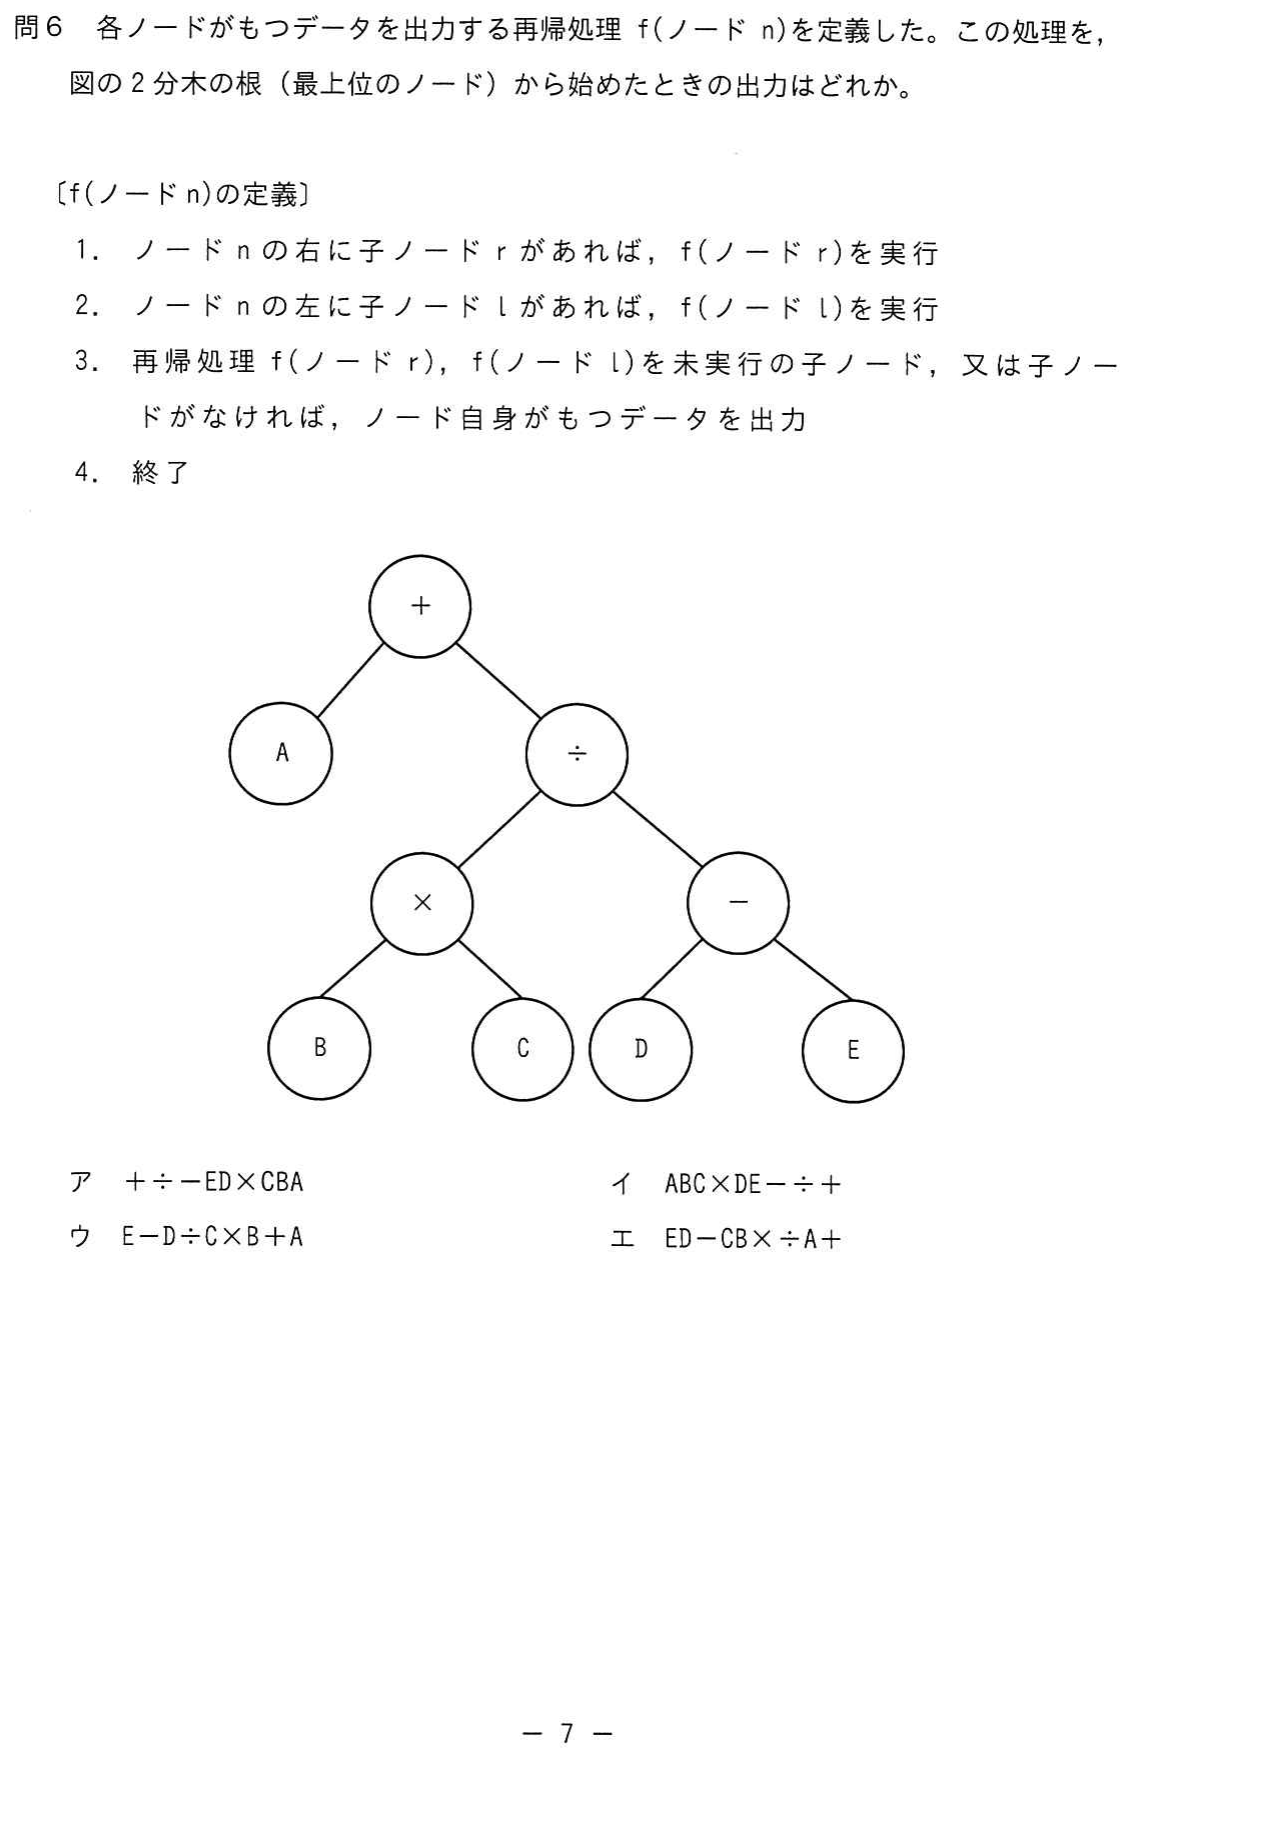 問6 各ノードがもつデータを出力する再帰処理 f(ノード n)を定義した。この処理を,
図の2分木の根（最上位のノード）から始めたときの出力はどれか。
〔f(ノード n)の定義〕
1. ノード n の右に子ノード r があれば, f(ノード r)を実行
2. ノード n の左に子ノード l があれば, f(ノード l)を実行
3. 再帰処理 f(ノード r), f(ノード l)を未実行の子ノード, 又は子ノー
ドがなければ, ノード自身がもつデータを出力
4. 終了
＋
A
÷
×
－
B
C
D
E
ア ＋÷－ED×CBA
イ ABC×DE－÷＋
ウ E－D÷C×B＋A
エ ED－CB×÷A＋
－ 7 －